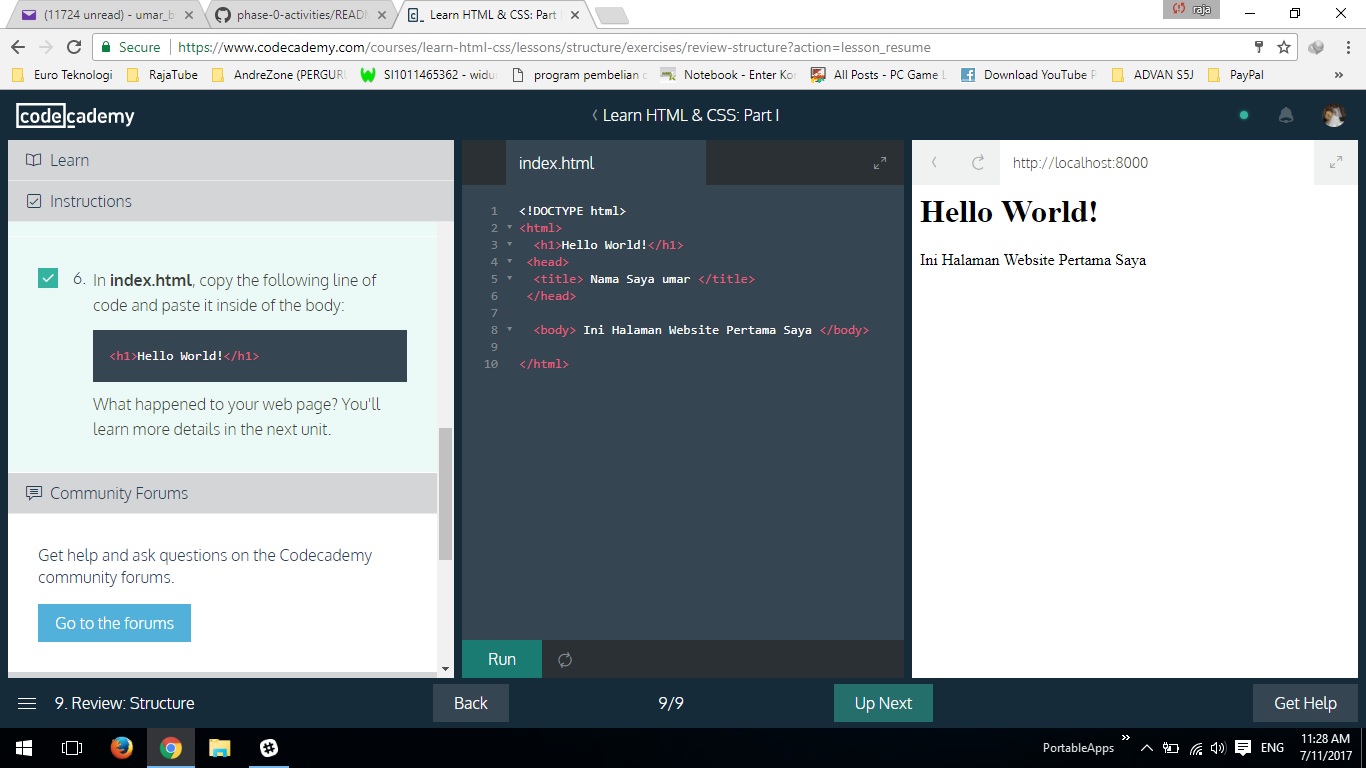 (11724 unread) - umar_b
phase-0-activities/READ
Learn HTML & CSS: Part I
raja
Secure
https://www.codecademy.com/courses/learn-html-css/lessons/structure/exercises/review-structure?action=lesson_resume
Euro Teknologi
RajaTube
AndreZone (PERGURU
SI1011465362 - widu
program pembelian
Notebook - Enter Ko
All Posts - PC Game
Download YouTube
ADVAN S5J
PayPal
»
codecademy
Learn HTML & CSS: Part I
Learn
Instructions
6. In index.html, copy the following line of
code and paste it inside of the body:
<h1>Hello World!</h1>
What happened to your web page? You'll
learn more details in the next unit.
Community Forums
Get help and ask questions on the Codecademy
community forums.
Go to the forums
index.html
1 <!DOCTYPE html>
2 <html>
3 <h1>Hello World!</h1>
4 <head>
5 <title> Nama Saya umar </title>
6 </head>
7
8 <body> Ini Halaman Website Pertama Saya </body>
9
10 </html>
Run
http://localhost:8000
Hello World!
Ini Halaman Website Pertama Saya
9. Review: Structure
Back
9/9
Up Next
Get Help
PortableApps
»
ENG
11:28 AM
7/11/2017